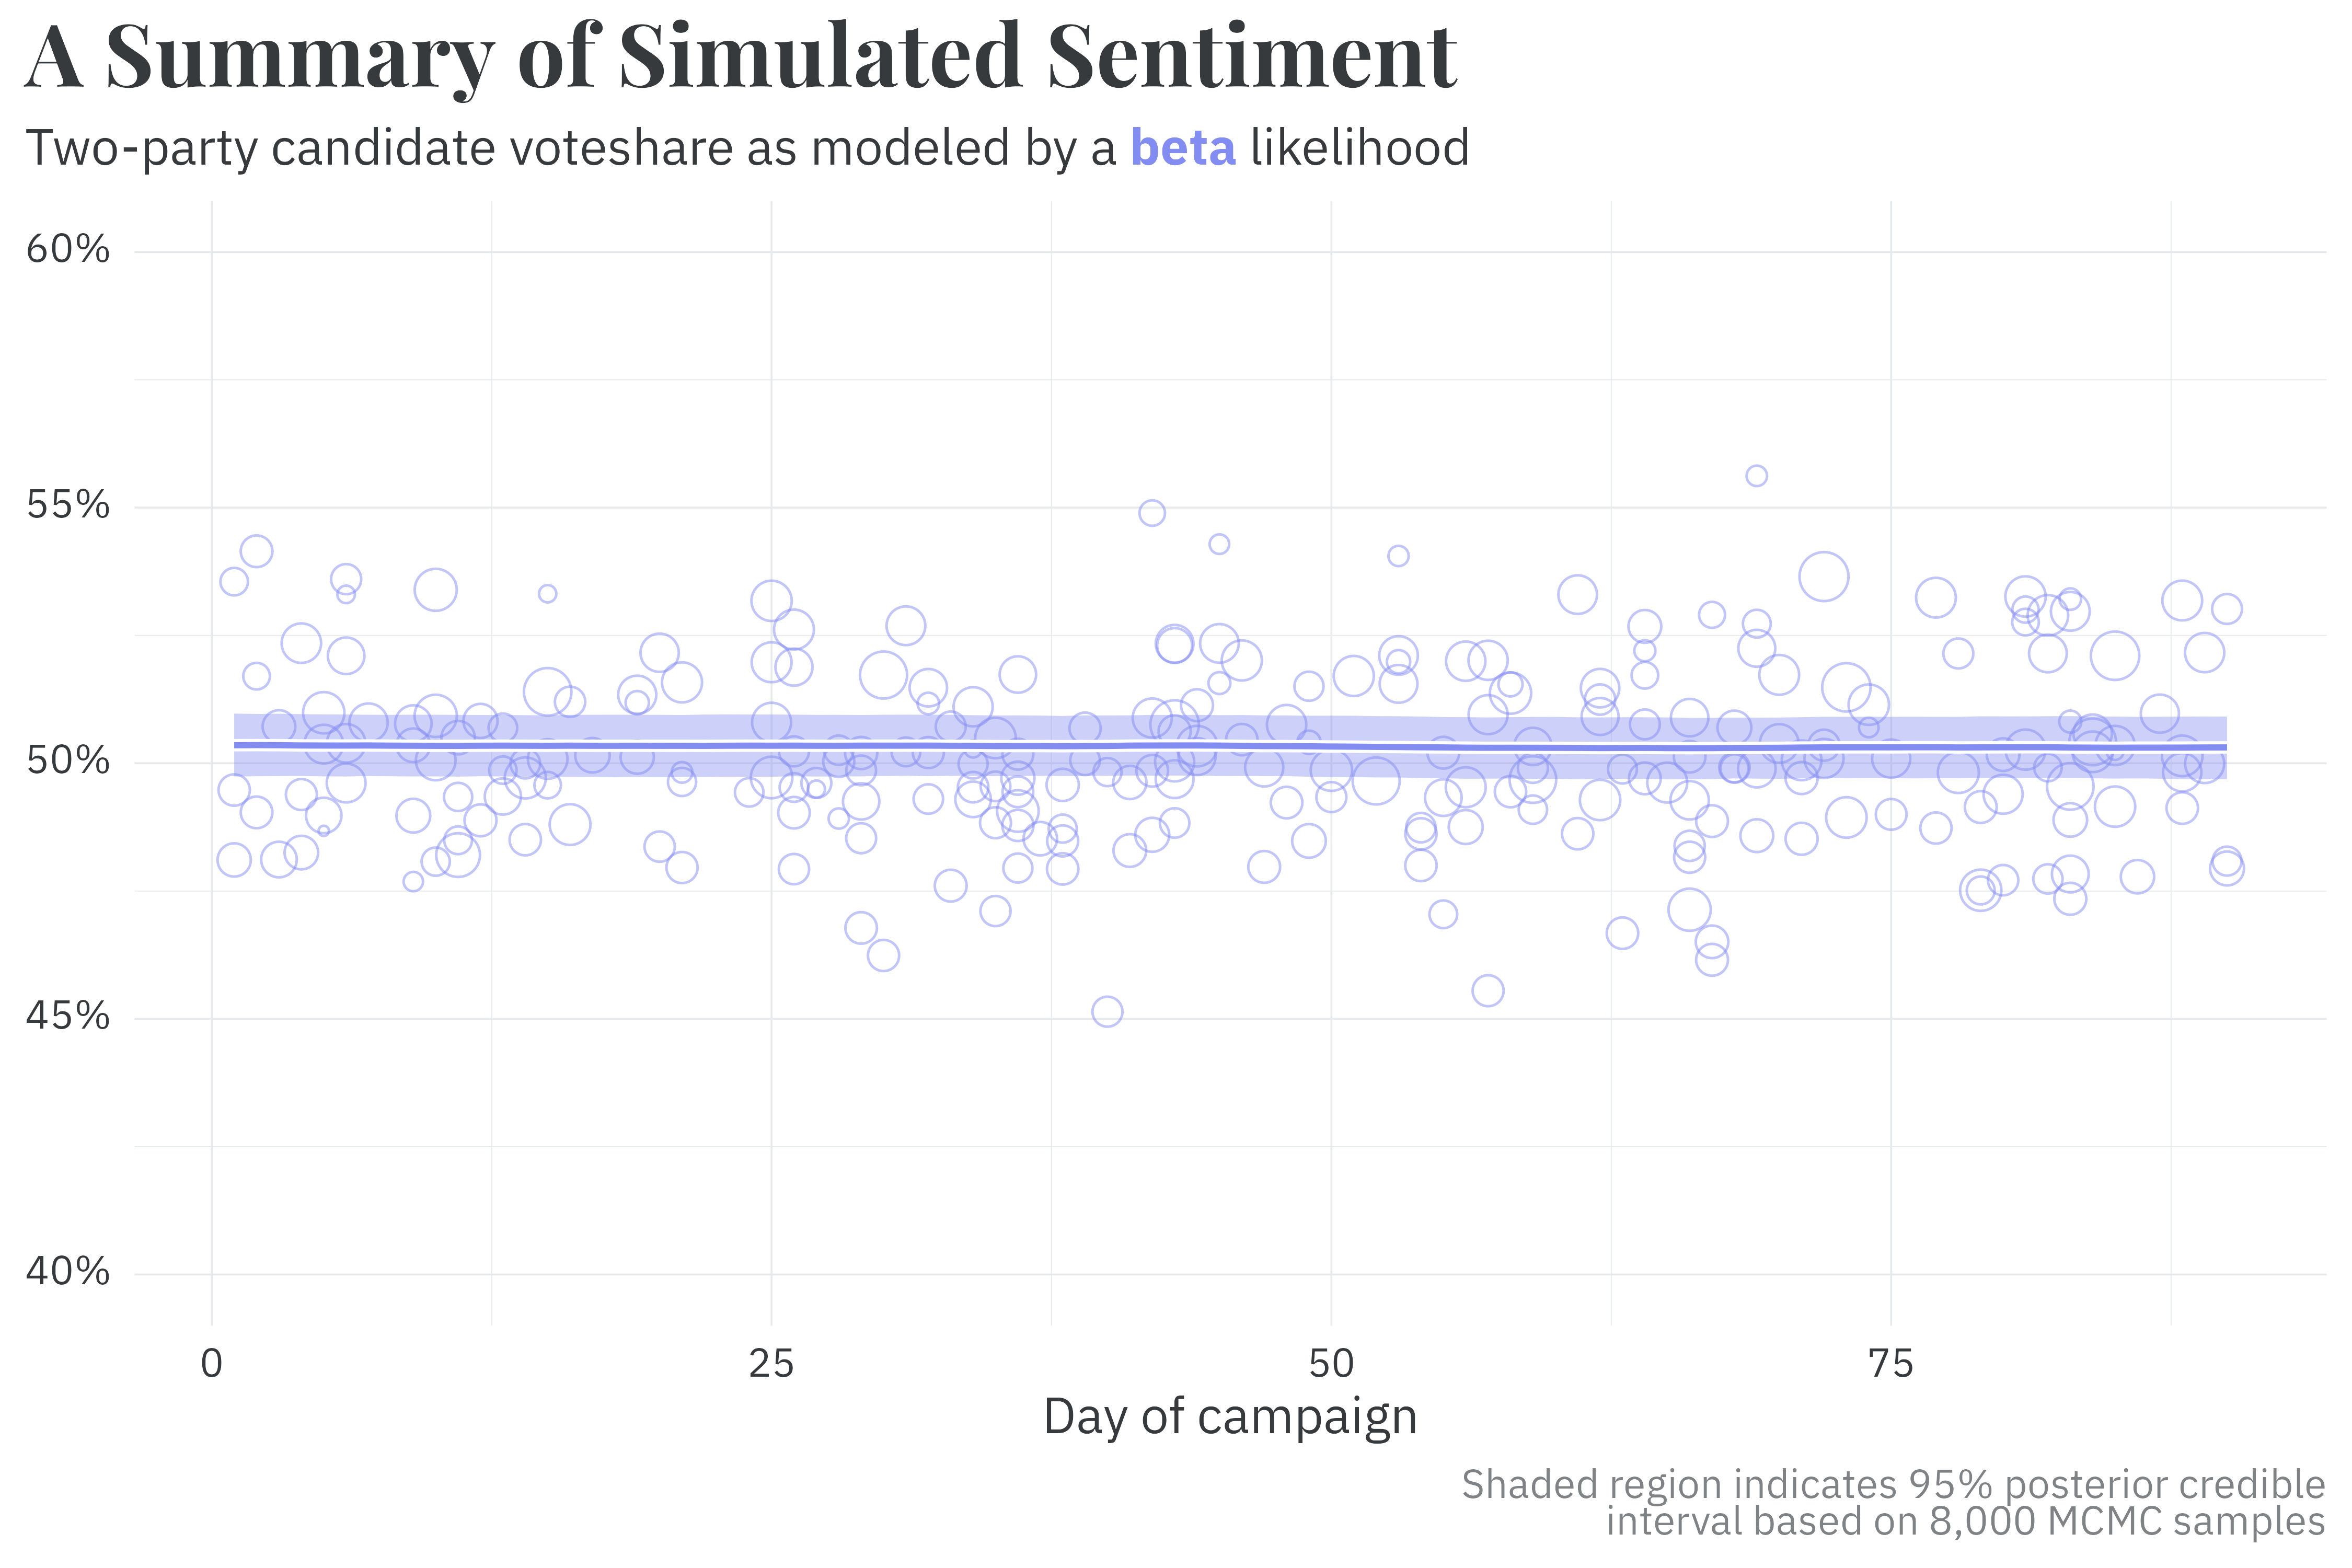 A Summary of Simulated Sentiment
Two-party candidate voteshare as modeled by a beta likelihood
60%
55%
50%
45%
40%
0 25 50 75
Day of campaign
Shaded region indicates 95% posterior credible
interval based on 8,000 MCMC samples